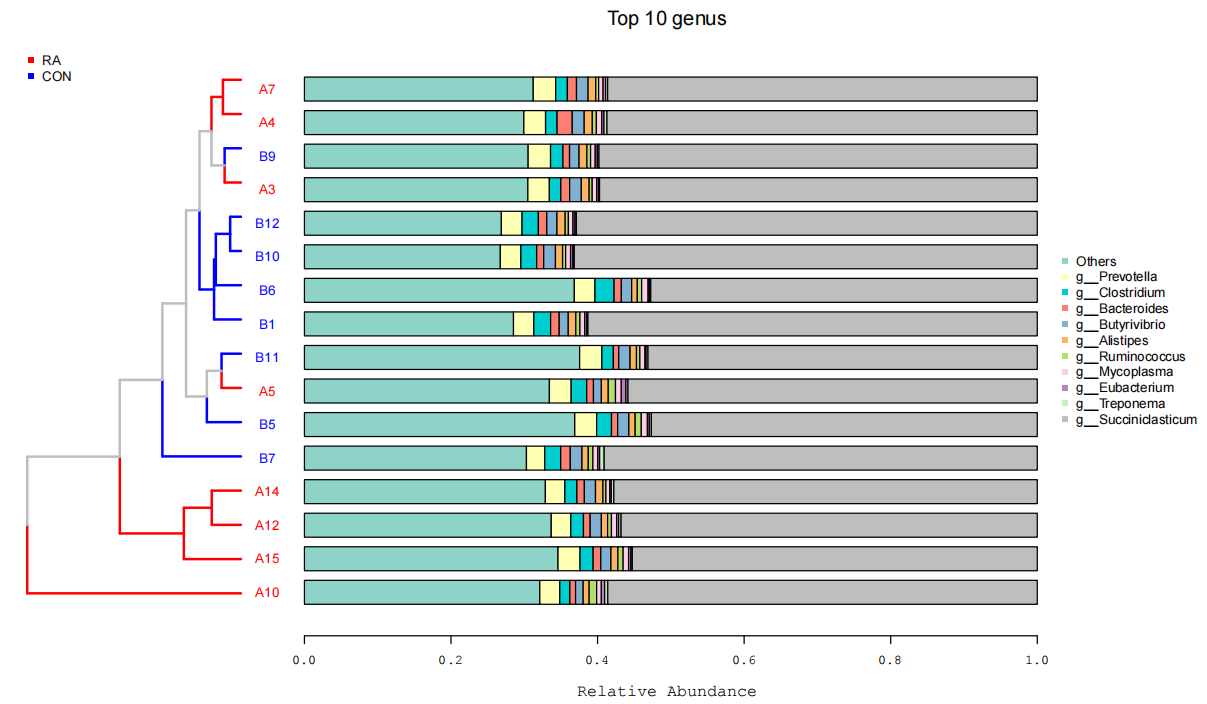 Top 10 genus
RA
CON
A7
A4
B9
A3
B12
B10
B6
B1
B11
A5
B5
B7
A14
A12
A15
A10
Others
g__Prevotella
g__Clostridium
g__Bacteroides
g__Butyrivibrio
g__Alistipes
g__Ruminococcus
g__Mycoplasma
g__Eubacterium
g__Treponema
g__Succiniclasticum
0.0 0.2 0.4 0.6 0.8 1.0
Relative Abundance